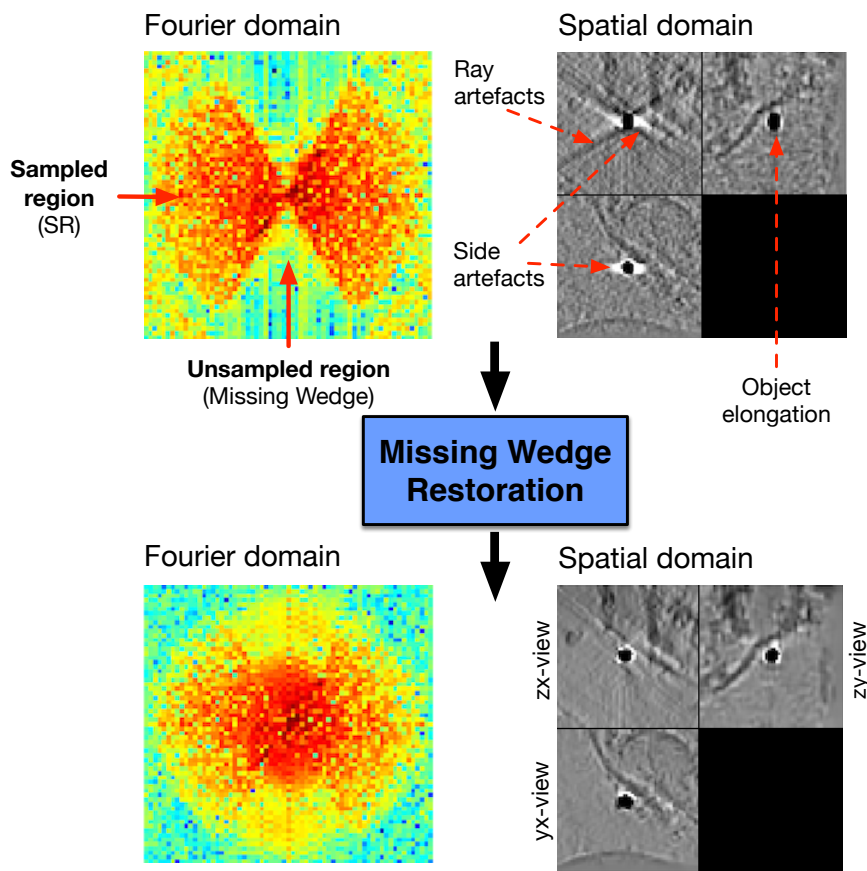 Fourier domain
Spatial domain
Ray
artefacts
Sampled
region
(SR)
Side
artefacts
Unsampled region
(Missing Wedge)
Object
elongation
Missing Wedge
Restoration
Fourier domain
Spatial domain
zx-view
zy-view
yx-view